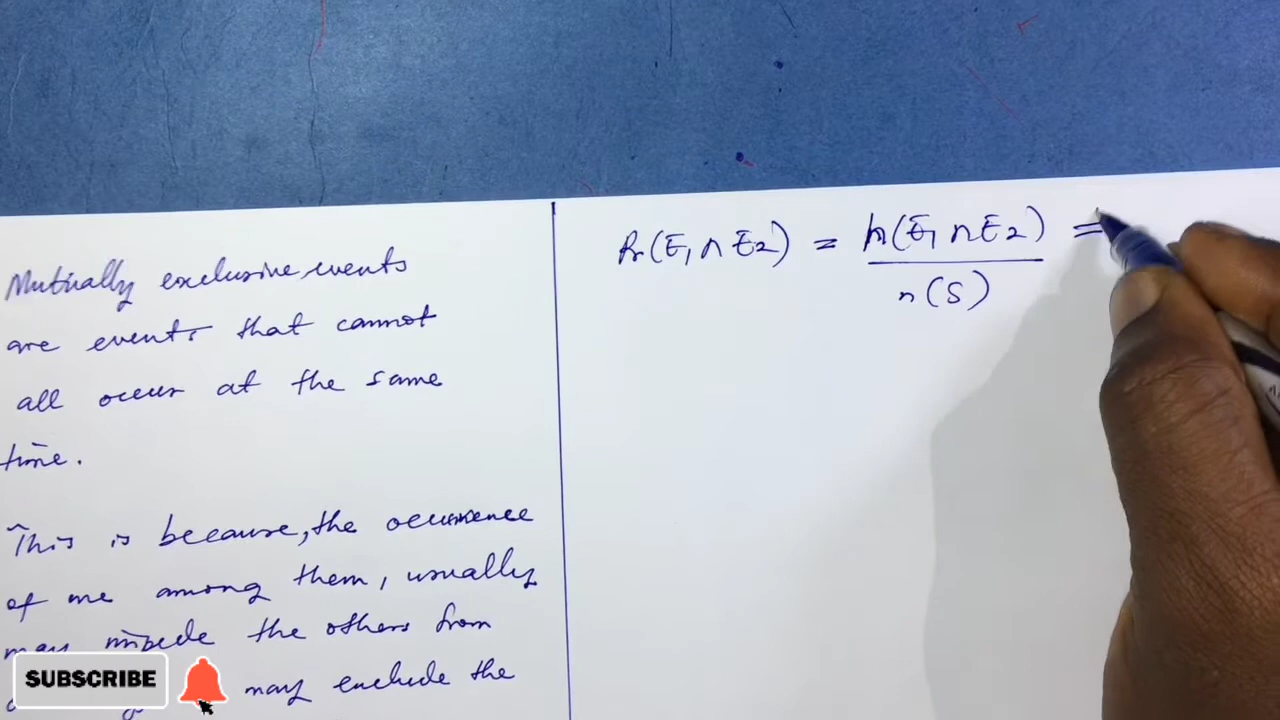 Mutually exclusive events
are events that cannot
all occur at the same
time.
This is because, the occurrence
of one among them, usually
may impede the others from
may exclude the
Pr(E₁ ∩ E₂) = n(E₁ ∩ E₂) =
n(S)
SUBSCRIBE